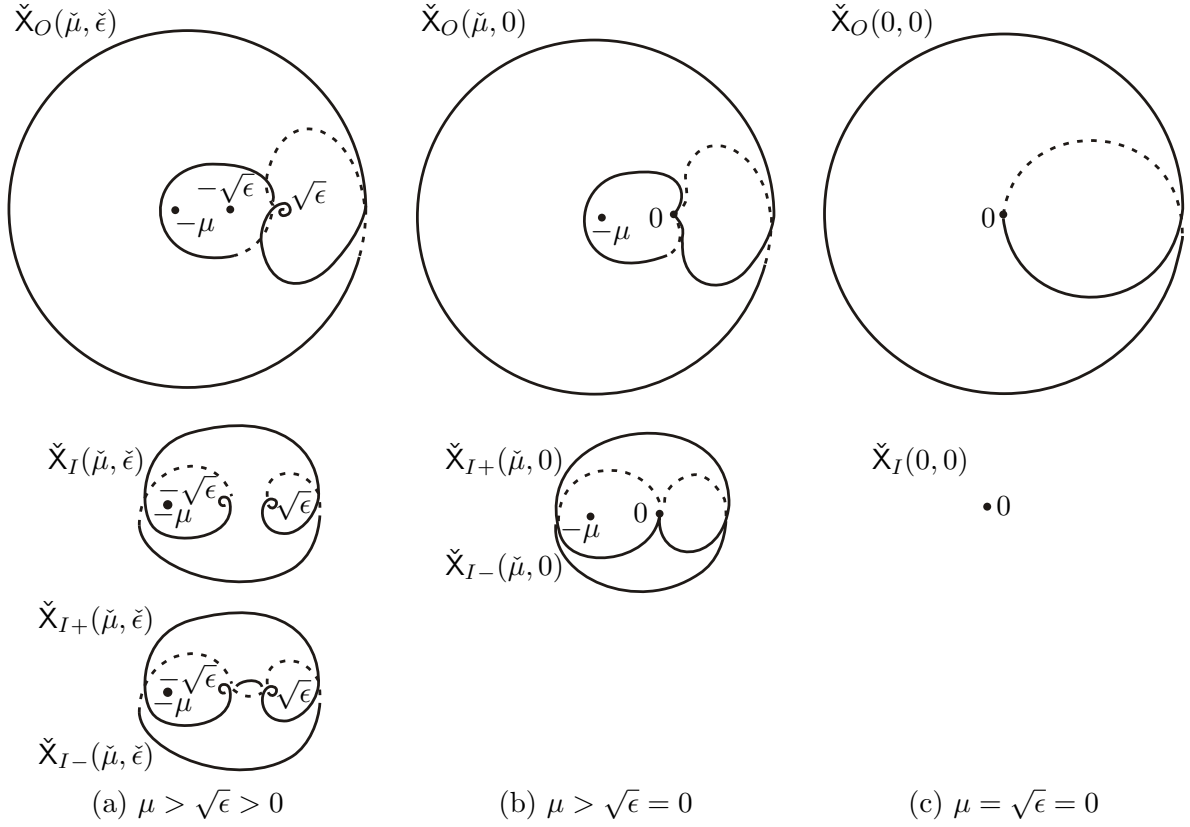 X̌_O(μ̌, ϵ̌)
X̌_O(μ̌, 0)
X̌_O(0, 0)
−√ϵ
√ϵ
−μ
0
−μ
0
X̌_I(μ̌, ϵ̌)
−√ϵ
−μ
√ϵ
X̌_{I+}(μ̌, 0)
0
−μ
X̌_{I−}(μ̌, 0)
X̌_I(0, 0)
0
X̌_{I+}(μ̌, ϵ̌)
−√ϵ
−μ
√ϵ
X̌_{I−}(μ̌, ϵ̌)
(a) μ > √ϵ > 0
(b) μ > √ϵ = 0
(c) μ = √ϵ = 0